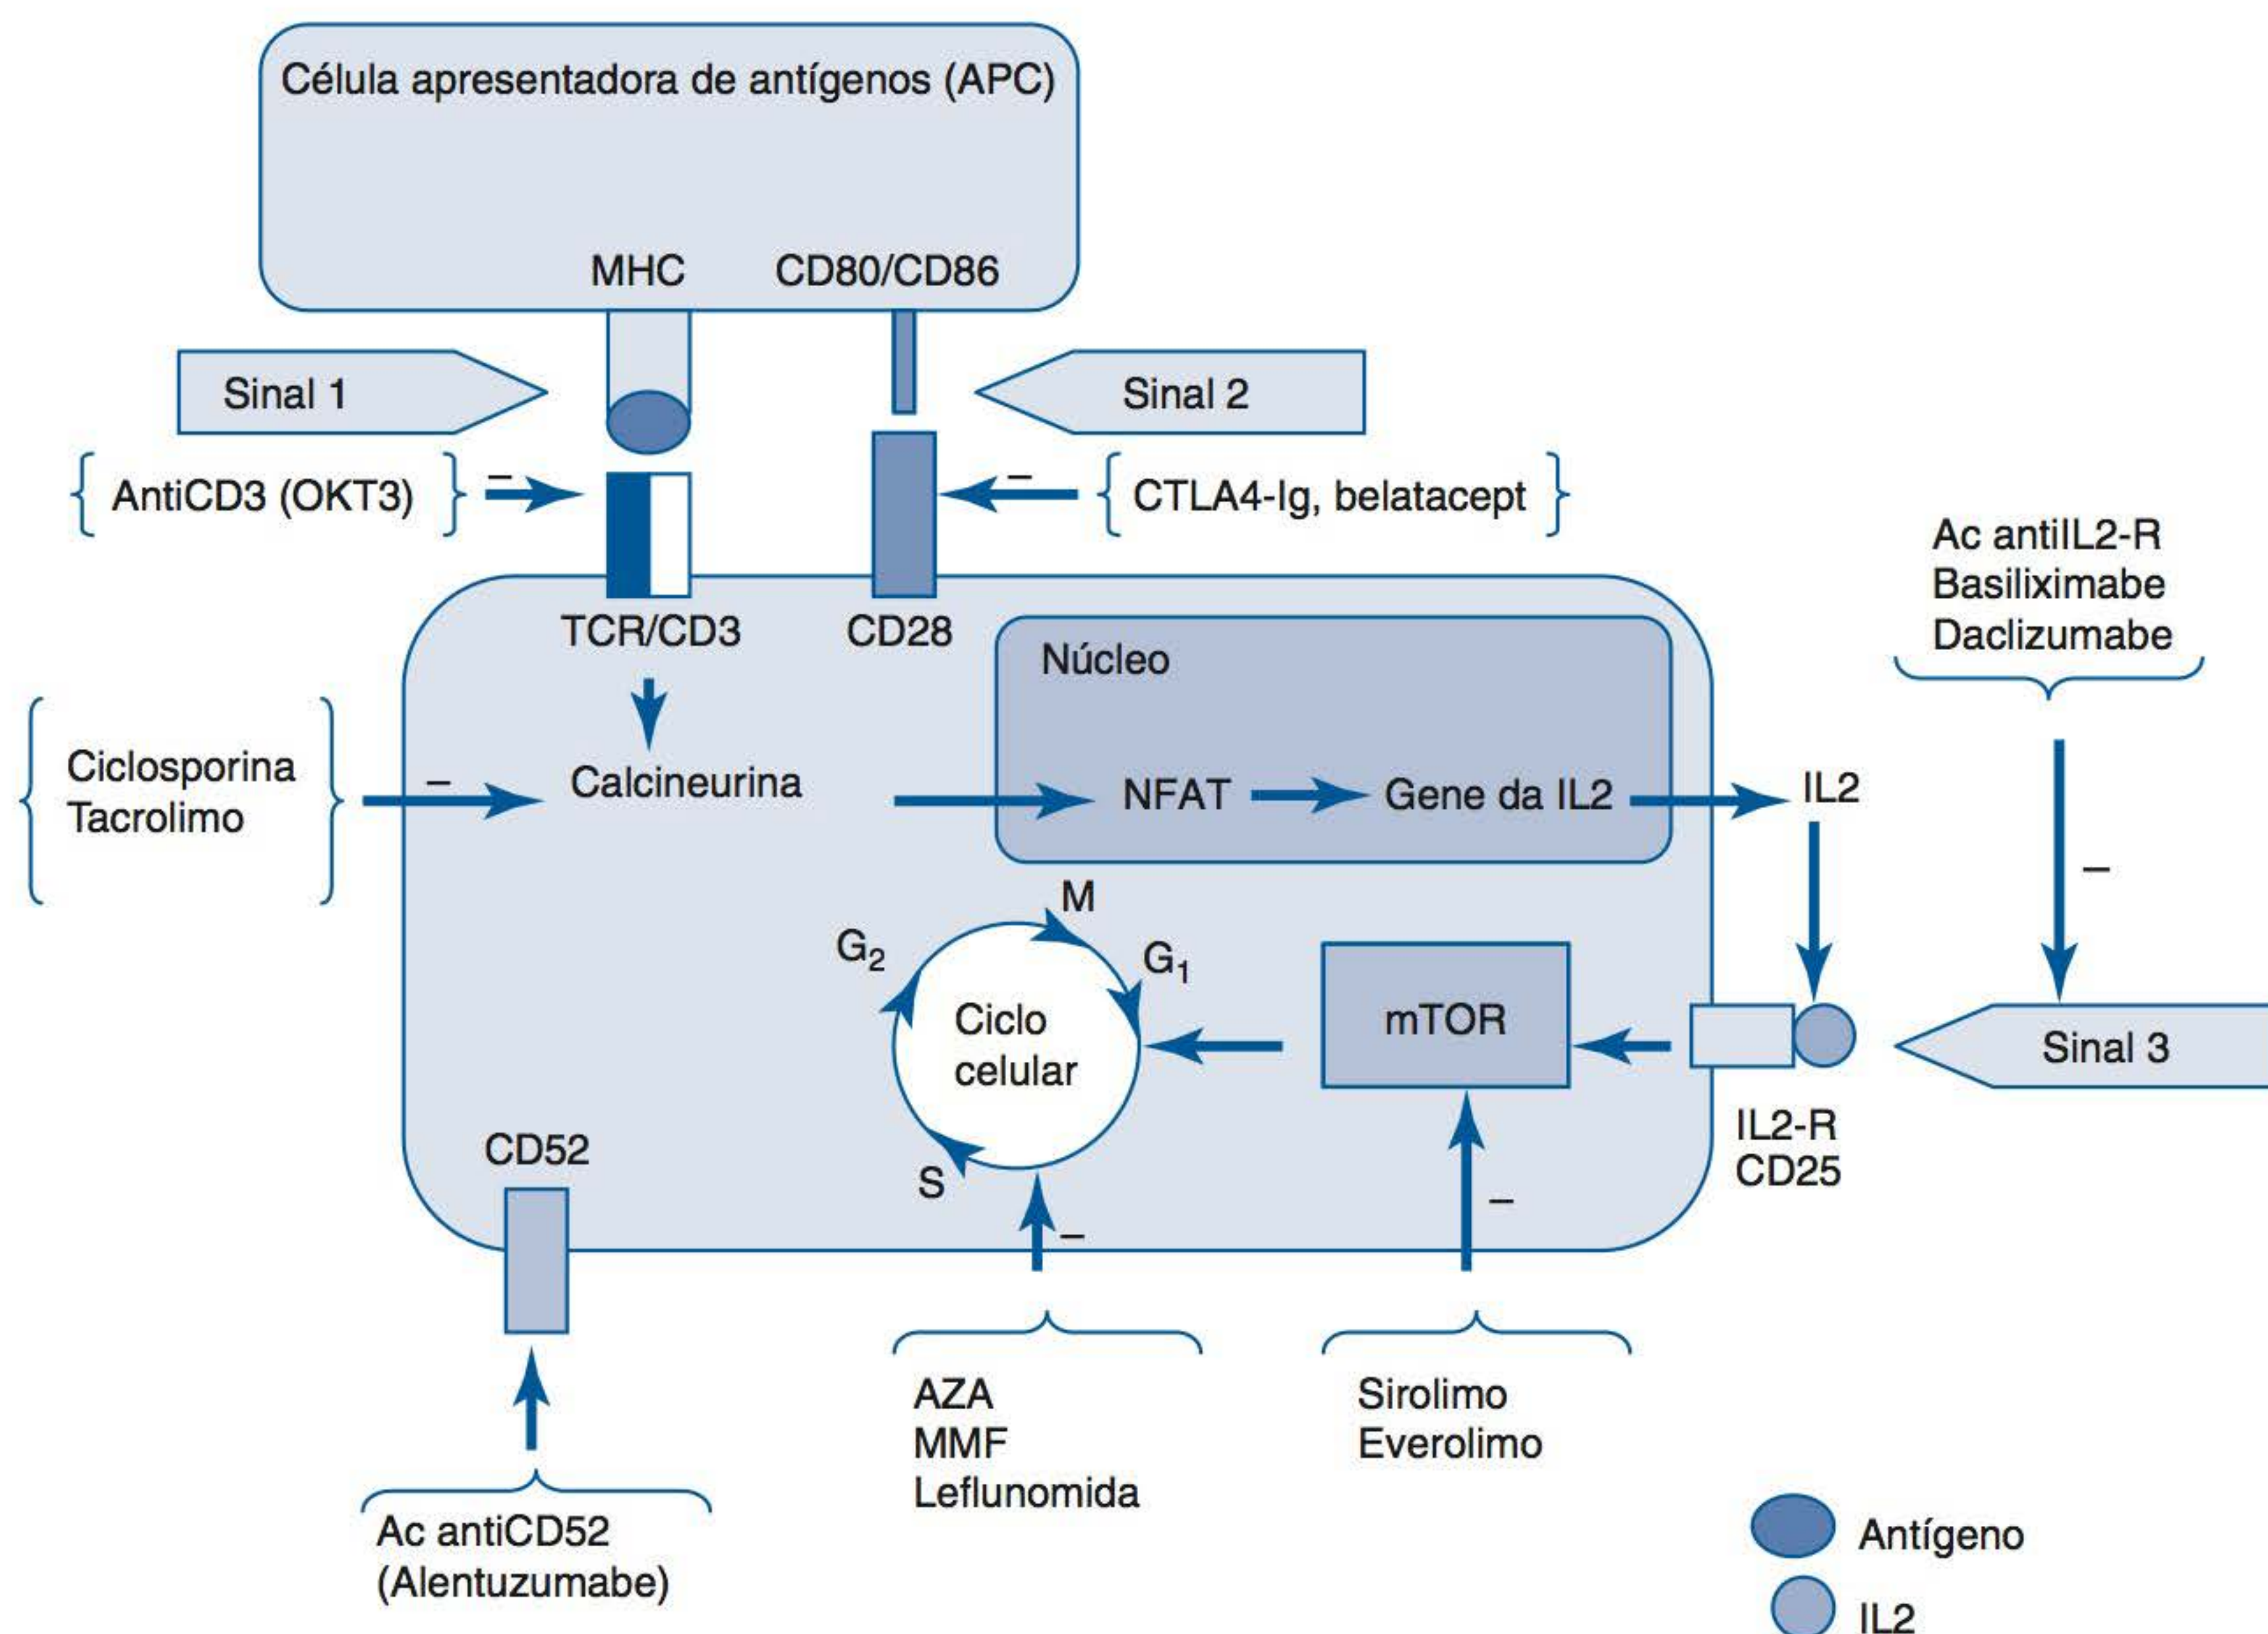 Célula apresentadora de antígenos (APC)
MHC
CD80/CD86
Sinal 1
Sinal 2
AntiCD3 (OKT3)
–
–
CTLA4-Ig, belatacept
Ac antiIL2-R
Basiliximabe
Daclizumabe
TCR/CD3
CD28
Núcleo
Ciclosporina
Tacrolimo
–
Calcineurina
NFAT
Gene da IL2
IL2
–
M
G2
G1
Ciclo
celular
S
mTOR
Sinal 3
IL2-R
CD25
CD52
–
–
AZA
MMF
Leflunomida
Sirolimo
Everolimo
Ac antiCD52
(Alentuzumabe)
Antígeno
IL2